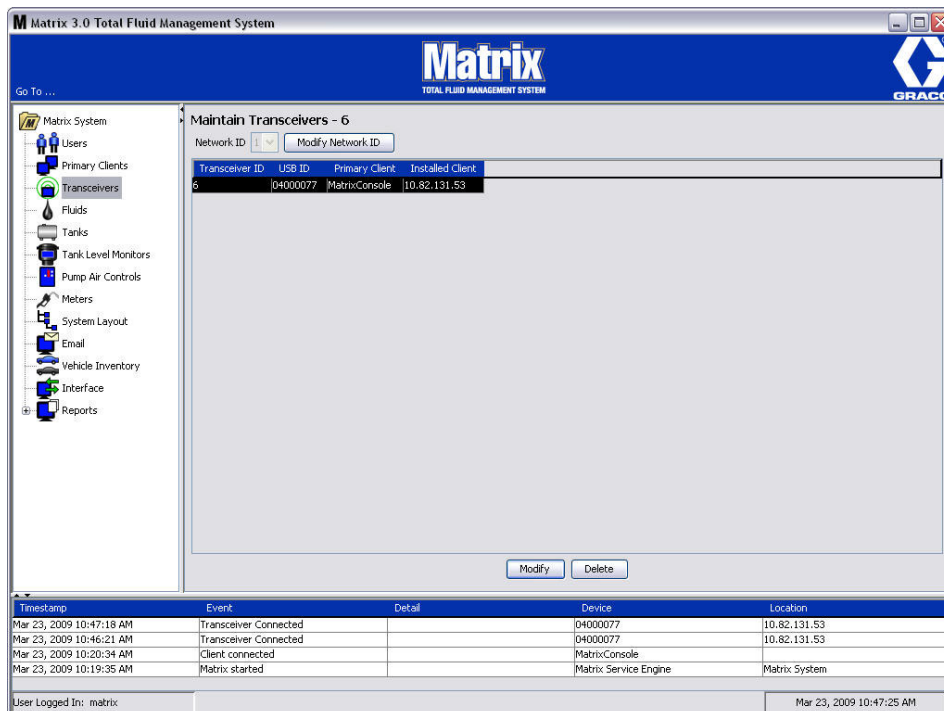 M Matrix 3.0 Total Fluid Management System
Matrix
TOTAL FLUID MANAGEMENT SYSTEM
Go To ...
GRACO
Matrix System
Users
Primary Clients
Transceivers
Fluids
Tanks
Tank Level Monitors
Pump Air Controls
Meters
System Layout
Email
Vehicle Inventory
Interface
Reports
Maintain Transceivers - 6
Network ID 1 Modify Network ID
Transceiver ID USB ID Primary Client Installed Client
6 04000077 MatrixConsole 10.82.131.53
Modify Delete
Timestamp Event Detail Device Location
Mar 23, 2009 10:47:18 AM Transceiver Connected 04000077 10.82.131.53
Mar 23, 2009 10:46:21 AM Transceiver Connected 04000077 10.82.131.53
Mar 23, 2009 10:20:34 AM Client connected MatrixConsole
Mar 23, 2009 10:19:35 AM Matrix started Matrix Service Engine Matrix System
User Logged In: matrix Mar 23, 2009 10:47:25 AM